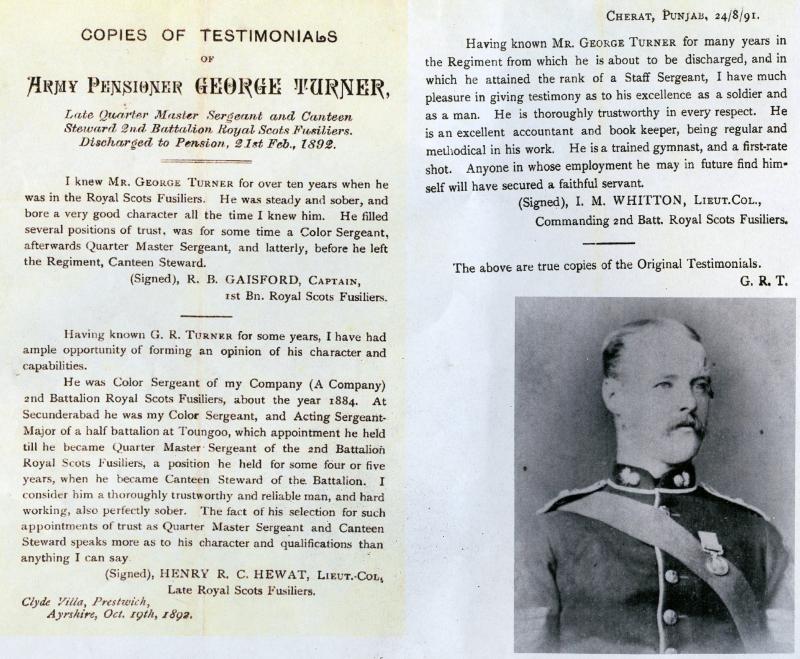 COPIES OF TESTIMONIALS
OF
ARMY PENSIONER GEORGE TURNER,
Late Quarter Master Sergeant and Canteen
Steward 2nd Battalion Royal Scots Fusiliers.
Discharged to Pension, 21st Feb., 1892.
I knew MR. GEORGE TURNER for over ten years when he
was in the Royal Scots Fusiliers. He was steady and sober, and
bore a very good character all the time I knew him. He filled
several positions of trust, was for some time a Color Sergeant,
afterwards Quarter Master Sergeant, and latterly, before he left
the Regiment, Canteen Steward.
(Signed), R. B. GAISFORD, CAPTAIN,
1st Bn. Royal Scots Fusiliers.
Having known G. R. TURNER for some years, I have had
ample opportunity of forming an opinion of his character and
capabilities.
He was Color Sergeant of my Company (A Company)
2nd Battalion Royal Scots Fusiliers, about the year 1884. At
Secunderabad he was my Color Sergeant, and Acting Sergeant-
Major of a half battalion at Toungoo, which appointment he held
till he became Quarter Master Sergeant of the 2nd Battalion
Royal Scots Fusiliers, a position he held for some four or five
years, when he became Canteen Steward of the Battalion. I
consider him a thoroughly trustworthy and reliable man, and hard
working, also perfectly sober. The fact of his selection for such
appointments of trust as Quarter Master Sergeant and Canteen
Steward speaks more as to his character and qualifications than
anything I can say
(Signed), HENRY R. C. HEWAT, LIEUT.-COL,
Late Royal Scots Fusiliers.
Clyde Villa, Prestwich,
Ayrshire, Oct. 19th, 1892.
CHERAT, PUNJAB, 24/8/91.
Having known MR. GEORGE TURNER for many years in
the Regiment from which he is about to be discharged, and in
which he attained the rank of a Staff Sergeant, I have much
pleasure in giving testimony as to his excellence as a soldier and
as a man. He is thoroughly trustworthy in every respect. He
is an excellent accountant and book keeper, being regular and
methodical in his work. He is a trained gymnast, and a first-rate
shot. Anyone in whose employment he may in future find him-
self will have secured a faithful servant.
(Signed), I. M. WHITTON, LIEUT.COL.,
Commanding 2nd Batt. Royal Scots Fusiliers.
The above are true copies of the Original Testimonials.
G. R. T.